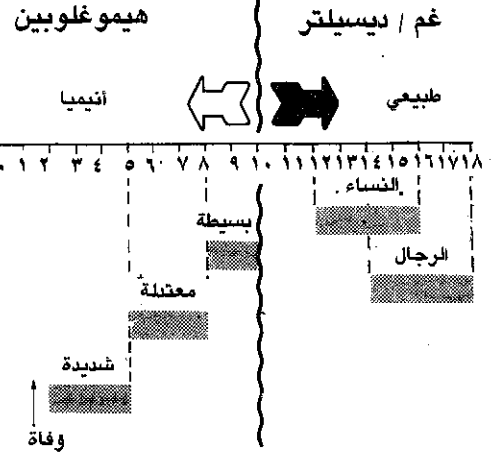 هيموغلوبين
غم / ديسيلتر
أنيميا
طبيعي
٠ ١ ٢ ٣ ٤ ٥ ٦ ٧ ٨ ٩ ١٠ ١١ ١٢ ١٣ ١٤ ١٥ ١٦ ١٧ ١٨
النساء
بسيطة
الرجال
معتدلة
شديدة
وفاة